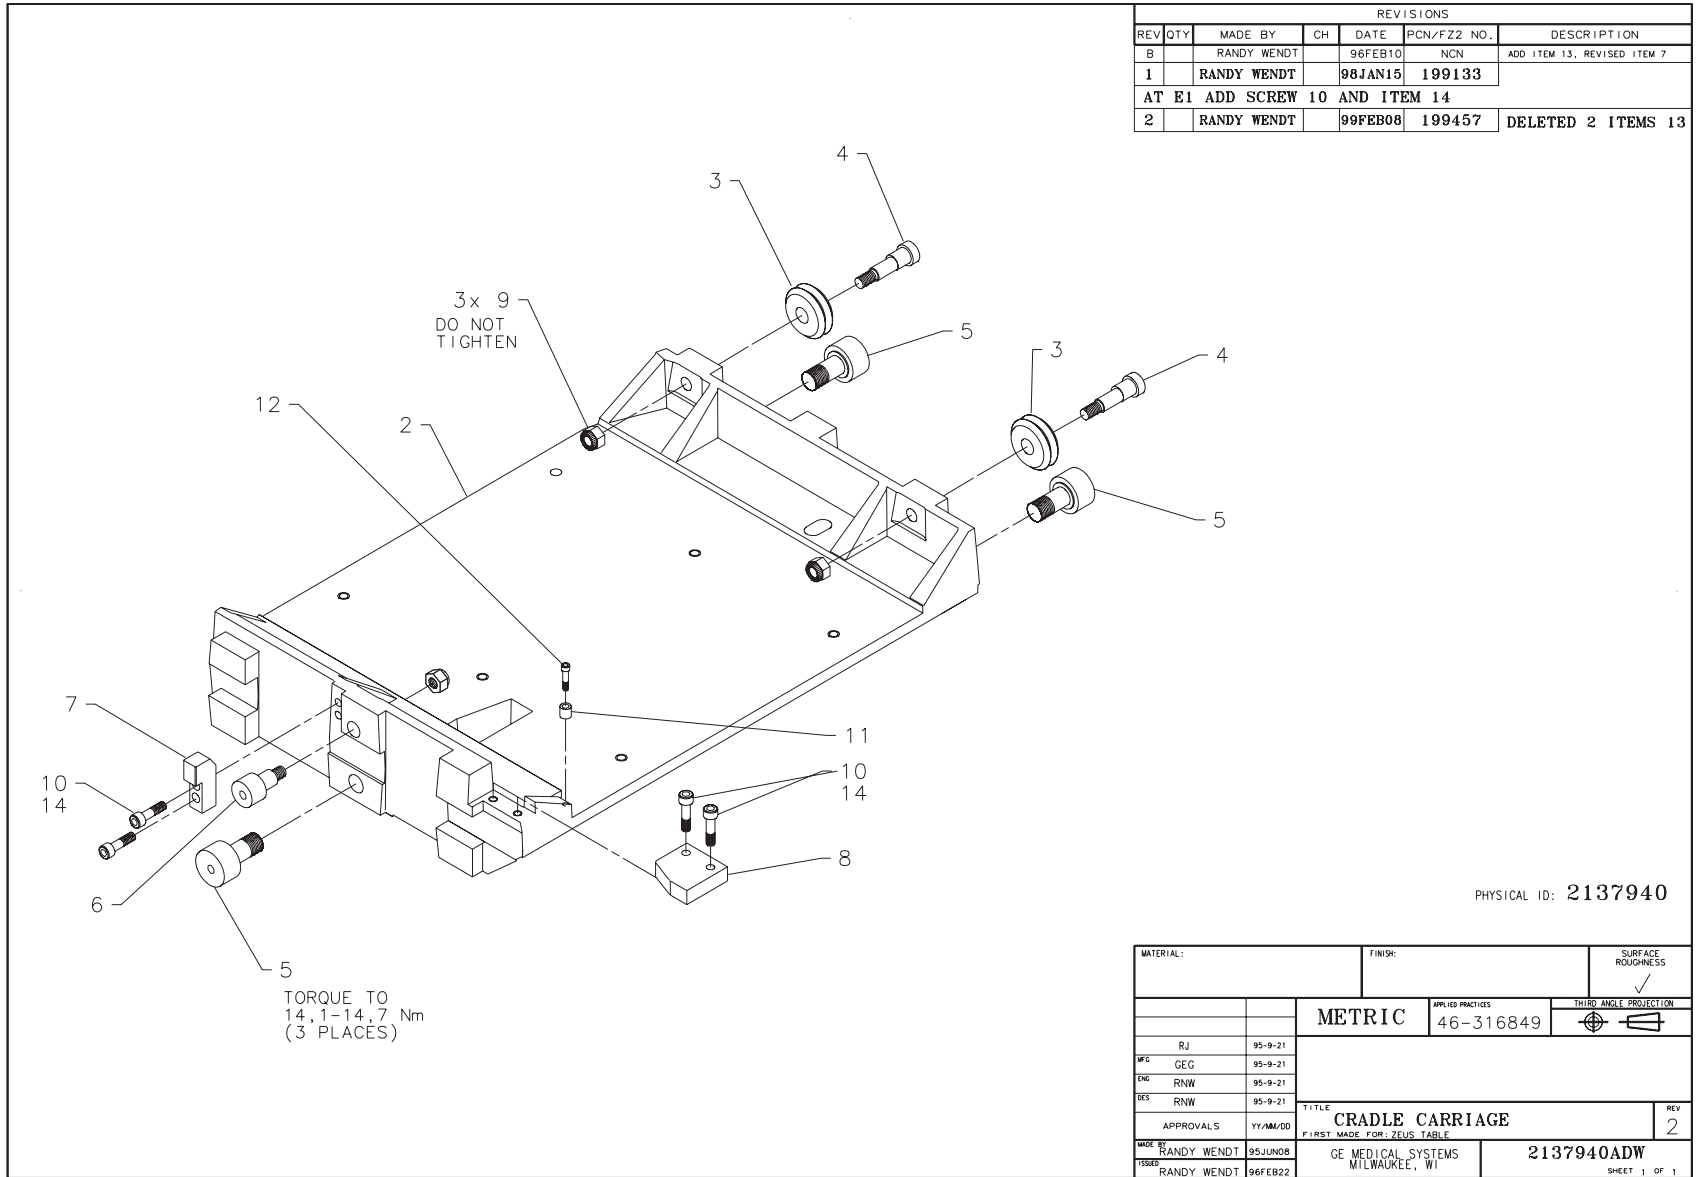 REVISIONS
REV QTY MADE BY CH DATE PCN/FZ2 NO. DESCRIPTION
B RANDY WENDT 96FEB10 NCN ADD ITEM 13, REVISED ITEM 7
1 RANDY WENDT 98JAN15 199133
AT E1 ADD SCREW 10 AND ITEM 14
2 RANDY WENDT 99FEB08 199457 DELETED 2 ITEMS 13
4
3
3x 9
DO NOT
TIGHTEN
5
3
4
12
2
5
7
11
10
14
10
14
8
6
5
TORQUE TO
14,1-14,7 Nm
(3 PLACES)
PHYSICAL ID: 2137940
MATERIAL:
FINISH:
SURFACE
ROUGHNESS
METRIC
APPLIED PRACTICES
46-316849
THIRD ANGLE PROJECTION
RJ 95-9-21
MFG GEG 95-9-21
ENG RNW 95-9-21
DES RNW 95-9-21
APPROVALS YY/MM/DD
MADE BY RANDY WENDT 95JUN08
ISSUED RANDY WENDT 96FEB22
TITLE
CRADLE CARRIAGE
FIRST MADE FOR: ZEUS TABLE
REV
2
GE MEDICAL SYSTEMS
MILWAUKEE, WI
2137940ADW
SHEET 1 OF 1